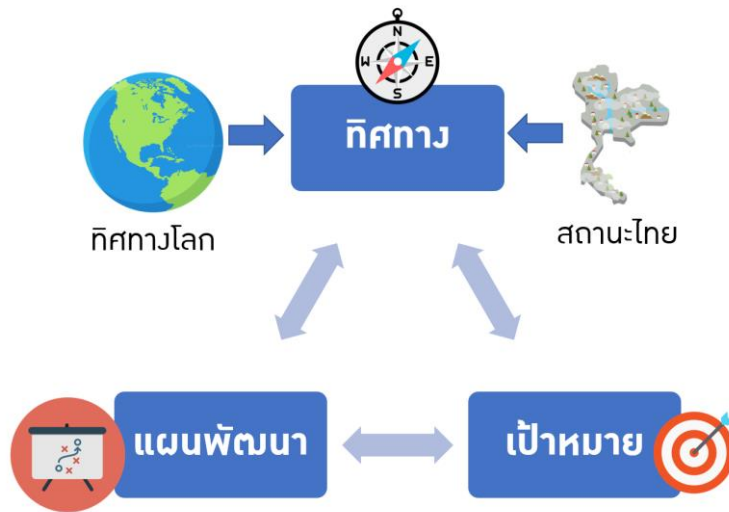 N
W E
S
ทิศทาง
ทิศทางโลก
สถานะไทย
แผนพัฒนา
เป้าหมาย